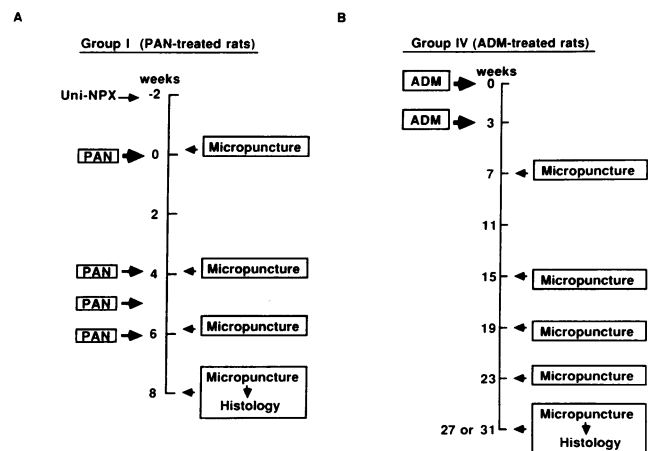 A
Group I (PAN-treated rats)
weeks
Uni-NPX
-2
Micropuncture
PAN
0
2
PAN
4
Micropuncture
PAN
PAN
6
Micropuncture
8
Micropuncture
Histology
B
Group IV (ADM-treated rats)
weeks
ADM
0
ADM
3
7
Micropuncture
11
15
Micropuncture
19
Micropuncture
23
Micropuncture
27 or 31
Micropuncture
Histology